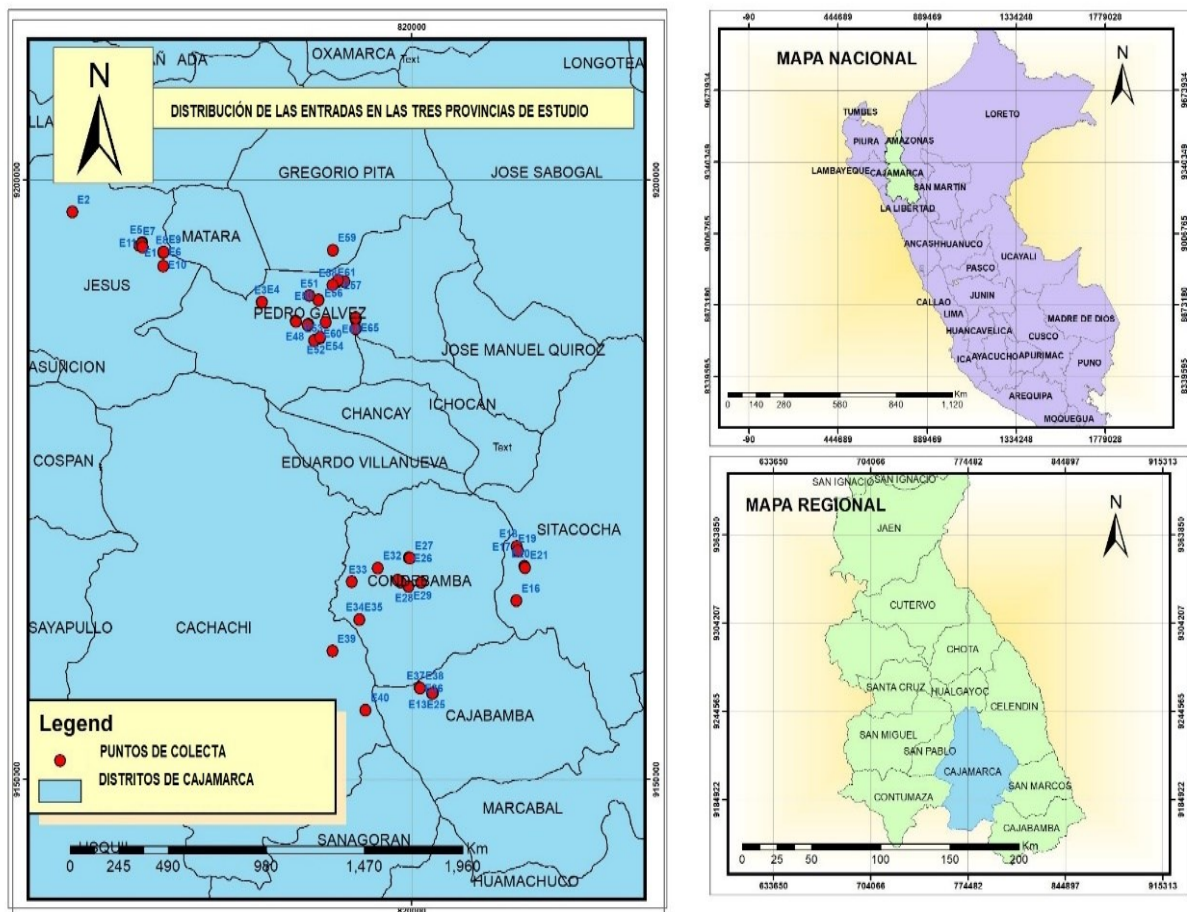 820000
OXAMARCA
Text
LONGOTEA
N
DISTRIBUCIÓN DE LAS ENTRADAS EN LAS TRES PROVINCIAS DE ESTUDIO
GREGORIO PITA
JOSE SABOGAL
9200000
9200000
E2
MATARA
E59
E5E7
E8E9
E6
E10
JESUS
E3E4
E51
E61
E57
E56
PEDRO GALVEZ
E48
E60
E65
E52
E54
JOSE MANUEL QUIROZ
ASUNCION
CHANCAY
ICHOCAN
Text
COSPAN
EDUARDO VILLANUEVA
SITACOCHA
E18
E19
E17
E21
E16
E27
E26
E32
E33
CONDEBAMBA
E28
E29
E34E35
SAYAPULLO
CACHACHI
E39
E37E38
E13E25
E40
CAJABAMBA
Legend
PUNTOS DE COLECTA
DISTRITOS DE CAJAMARCA
9150000
9150000
MARCABAL
SANAGORAN
HUAMACHUCO
0 245 490 980 1,470 1,960
Km
820000
-90 444689 889469 1334248 1779028
MAPA NACIONAL
N
9673934 9340349 9006765 8673180 8339595
9673934 9340349 9006765 8673180 8339595
TUMBES
LORETO
PIURA
AMAZONAS
LAMBAYEQUE
CAJAMARCA
SAN MARTIN
LA LIBERTAD
ANCASH
HUANUCO
UCAYALI
PASCO
JUNIN
CALLAO
LIMA
MADRE DE DIOS
HUANCAVELICA
CUSCO
ICA
AYACUCHO
APURIMAC
PUNO
AREQUIPA
MOQUEGUA
0 140 280 560 840 1,120
Km
-90 444689 889469 1334248 1779028
633650 704066 774482 844897 915313
SAN IGNACIO
SAN IGNACIO
MAPA REGIONAL
N
9363850 9304207 9244565 9184922
9363850 9304207 9244565 9184922
JAEN
CUTERVO
CHOTA
SANTA CRUZ
HUALGAYOC
CELENDIN
SAN MIGUEL
SAN PABLO
CAJAMARCA
CONTUMAZA
SAN MARCOS
CAJABAMBA
0 25 50 100 150 200
Km
633650 704066 774482 844897 915313